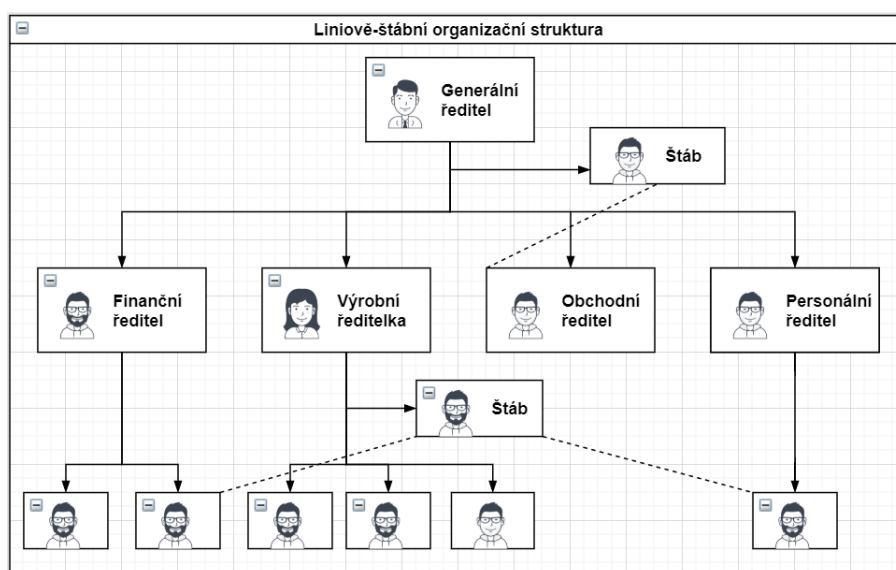 Liniově-štábní organizační struktura
Generální
ředitel
Štáb
Finanční
ředitel
Výrobní
ředitelka
Obchodní
ředitel
Personální
ředitel
Štáb